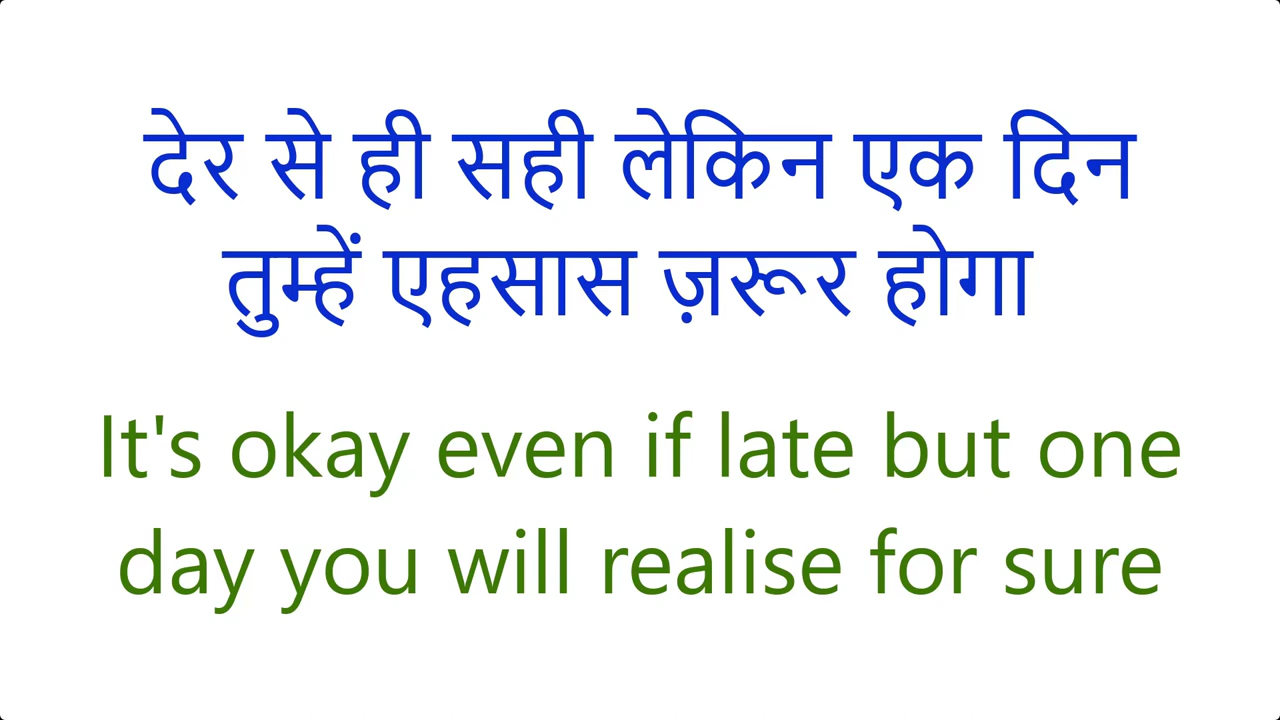 देर से ही सही लेकिन एक दिन
तुम्हें एहसास ज़रूर होगा
It's okay even if late but one
day you will realise for sure